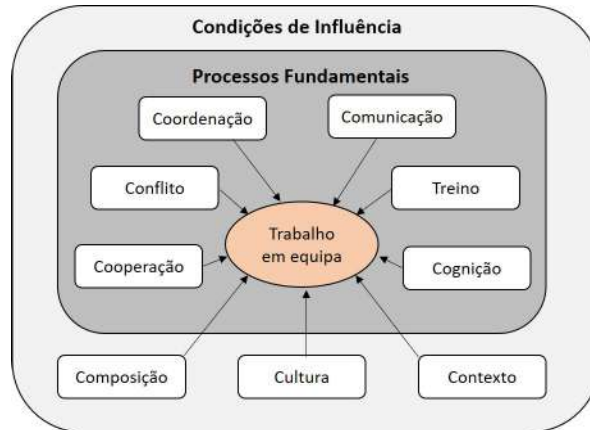 Condições de Influência
Processos Fundamentais
Coordenação
Comunicação
Conflito
Treino
Trabalho
em equipa
Cooperação
Cognição
Composição
Cultura
Contexto